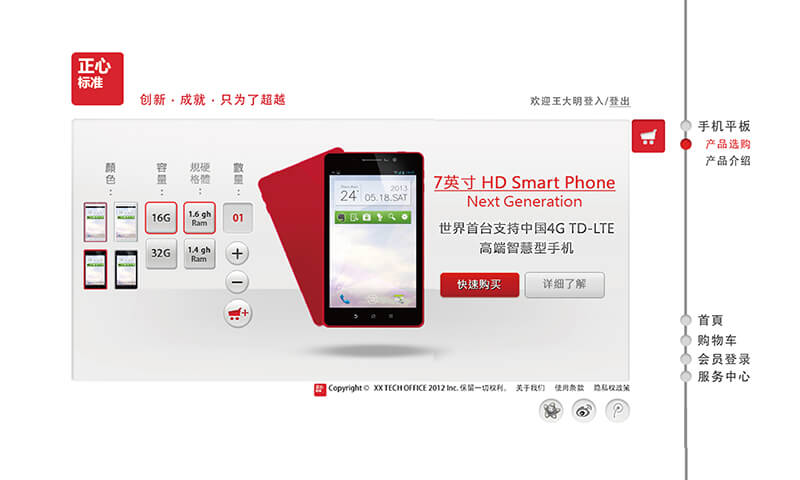 正心
标准
创新·成就·只为了超越
欢迎王大明登入/登出
手机平板
产品选购
产品介绍
顏色：
容量：
硬體規格：
數量：
16G
1.6 gh
Ram
01
32G
1.4 gh
Ram
2013
24°
05.18.SAT
7英寸 HD Smart Phone
Next Generation
世界首台支持中国4G TD-LTE
高端智慧型手机
快速购买
详细了解
首頁
购物车
会员登录
服务中心
Copyright © XX TECH OFFICE 2012 Inc. 保留一切权利。 关于我们 使用条款 隐私权政策